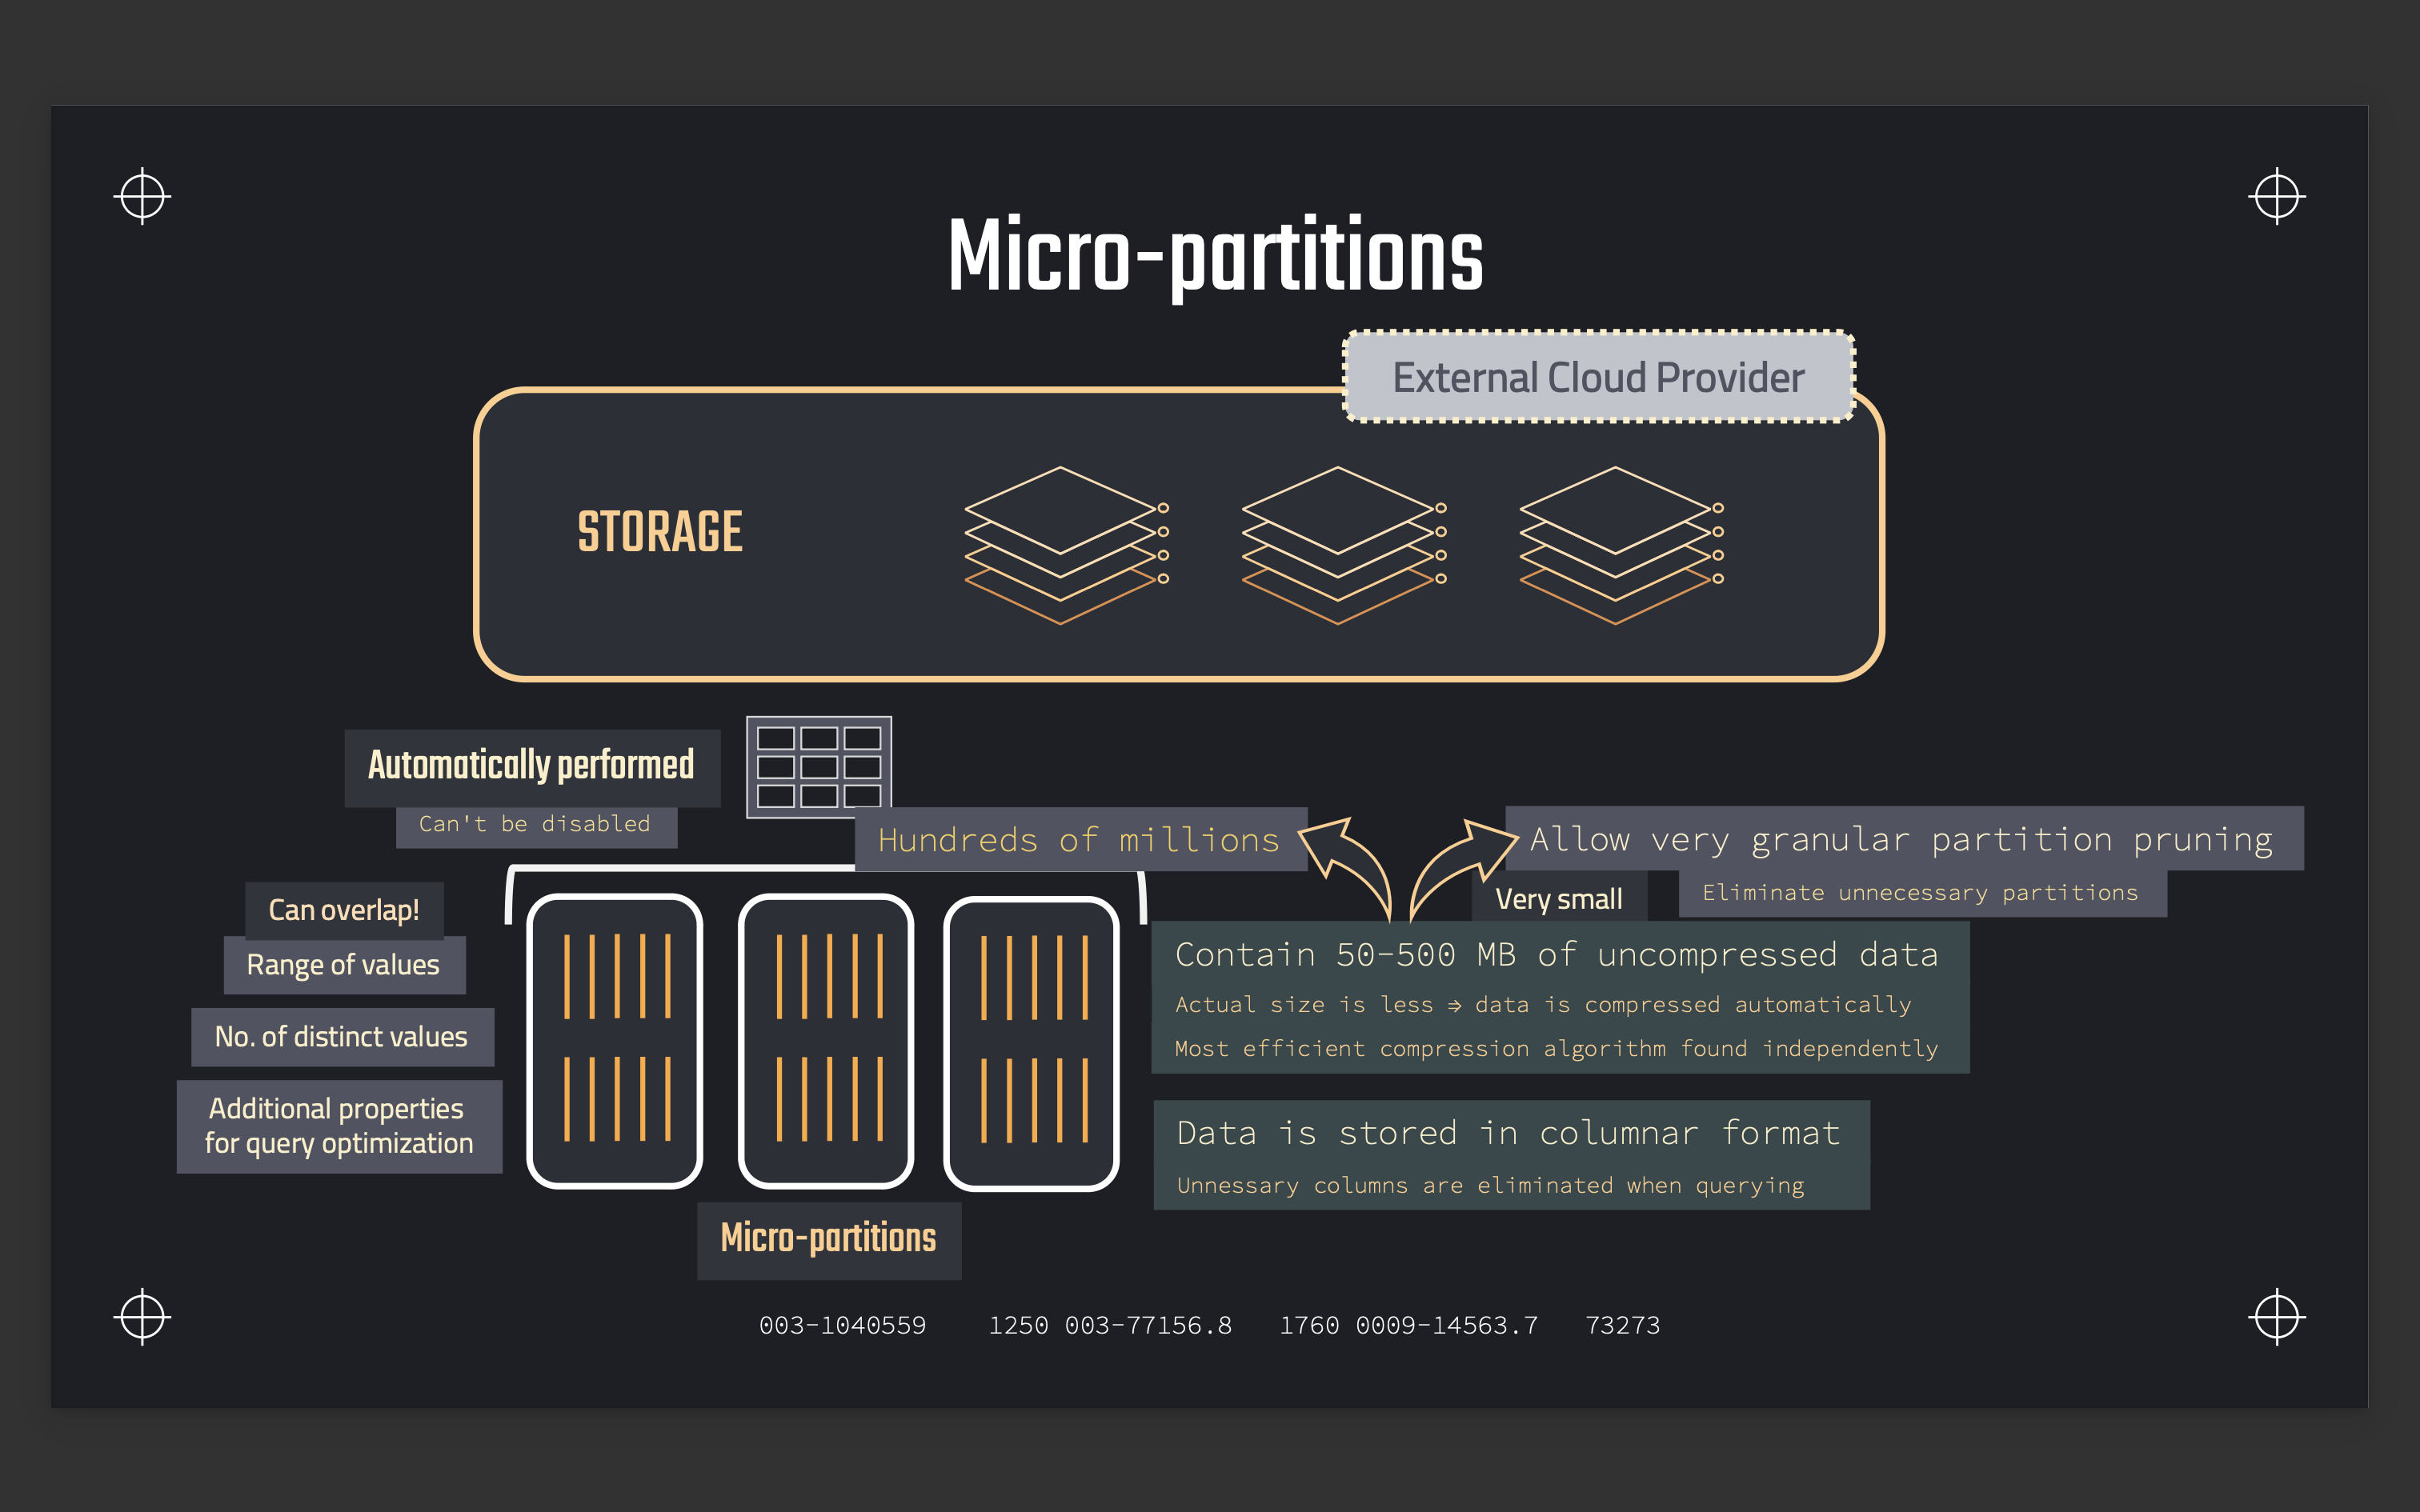 Micro-partitions
External Cloud Provider
STORAGE
Automatically performed
Can't be disabled
Hundreds of millions
Allow very granular partition pruning
Eliminate unnecessary partitions
Very small
Can overlap!
Range of values
No. of distinct values
Additional properties
for query optimization
Contain 50-500 MB of uncompressed data
Actual size is less → data is compressed automatically
Most efficient compression algorithm found independently
Data is stored in columnar format
Unnessary columns are eliminated when querying
Micro-partitions
003-1040559 1250 003-77156.8 1760 0009-14563.7 73273